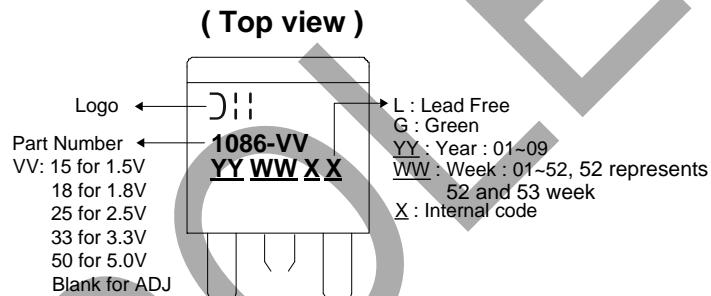 ( Top view )
Logo
1086-VV
YY WW X X
Part Number
VV: 15 for 1.5V
18 for 1.8V
25 for 2.5V
33 for 3.3V
50 for 5.0V
Blank for ADJ
L : Lead Free
G : Green
YY : Year : 01~09
WW : Week : 01~52, 52 represents
52 and 53 week
X : Internal code